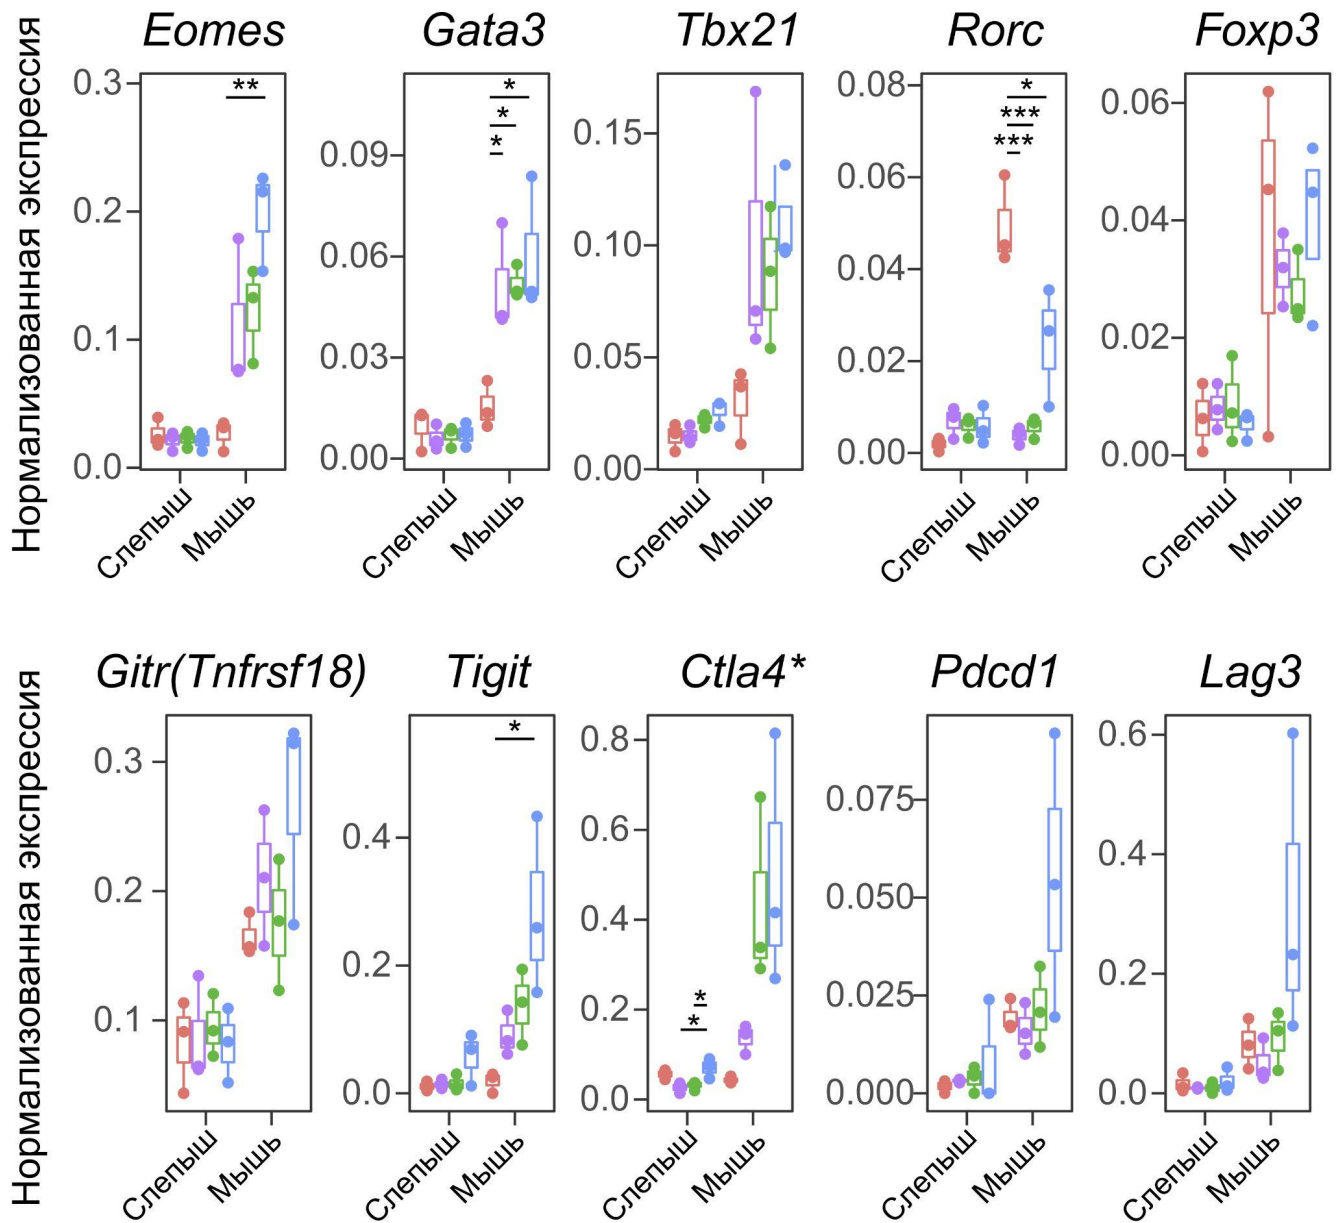 Нормализованная экспрессия
Eomes
Gata3
Tbx21
Rorc
Foxp3
0.3
0.2
0.1
0.0
**
Слепыш
Мышь
0.09
0.06
0.03
0.00
*
*
*
Слепыш
Мышь
0.15
0.10
0.05
0.00
Слепыш
Мышь
0.08
0.06
0.04
0.02
0.00
*
***
***
Слепыш
Мышь
0.06
0.04
0.02
0.00
Слепыш
Мышь
Нормализованная экспрессия
Gitr(Tnfrsf18)
Tigit
Ctla4*
Pdcd1
Lag3
0.3
0.2
0.1
Слепыш
Мышь
0.4
0.2
0.0
*
Слепыш
Мышь
0.8
0.6
0.4
0.2
0.0
*
*
Слепыш
Мышь
0.075
0.050
0.025
0.000
Слепыш
Мышь
0.6
0.4
0.2
0.0
Слепыш
Мышь